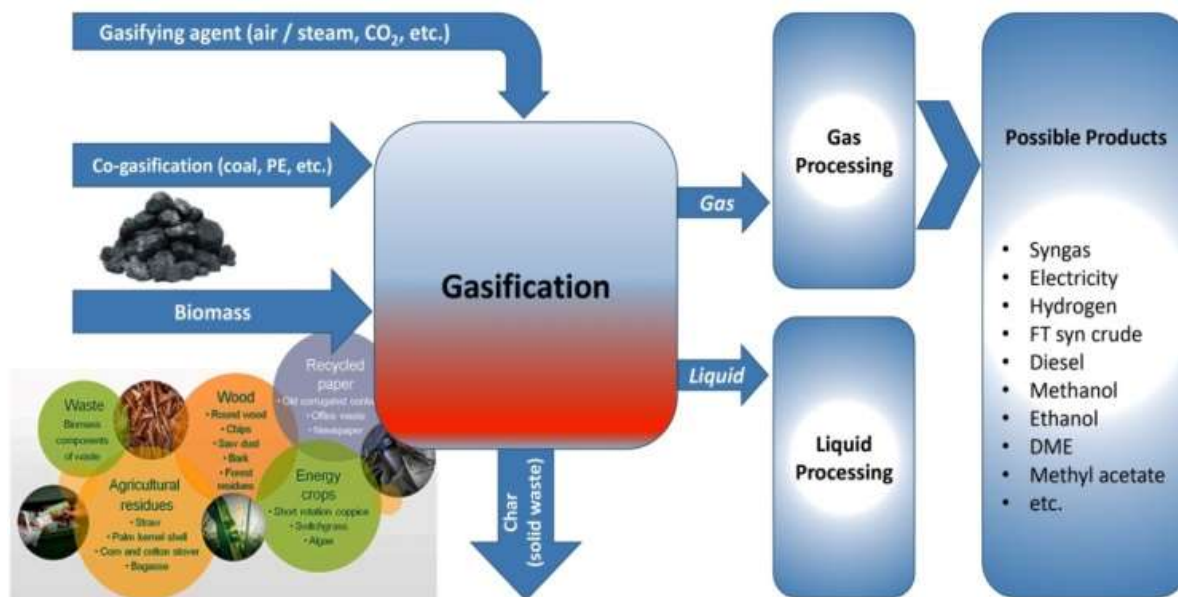 Gasifying agent (air / steam, CO₂, etc.)
Co-gasification (coal, PE, etc.)
Biomass
Gasification
Gas
Liquid
Char
(solid waste)
Gas
Processing
Liquid
Processing
Possible Products
• Syngas
• Electricity
• Hydrogen
• FT syn crude
• Diesel
• Methanol
• Ethanol
• DME
• Methyl acetate
• etc.
Waste
Biomass
components
of waste
Wood
• Round wood
• Chips
• Saw dust
• Bark
• Forest
residues
Recycled
paper
• Old corrugated
• Office waste
• Newspaper
Agricultural
residues
• Straw
• Palm kernel shell
• Corn and cotton stover
• Bagasse
Energy
crops
• Short rotation coppice
• Switchgrass
• Algae